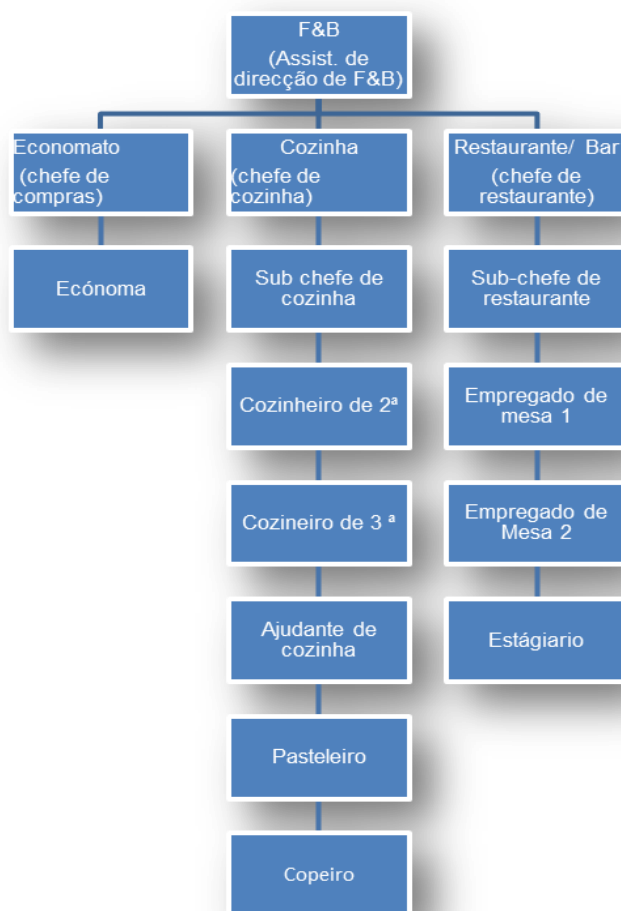 F&B
(Assist. de
direcção de F&B)
Economato
(chefe de
compras)
Ecónoma
Cozinha
(chefe de
cozinha)
Sub chefe de
cozinha
Cozinheiro de 2ª
Cozineiro de 3 ª
Ajudante de
cozinha
Pasteleiro
Copeiro
Restaurante/ Bar
(chefe de
restaurante)
Sub-chefe de
restaurante
Empregado de
mesa 1
Empregado de
Mesa 2
Estágiario